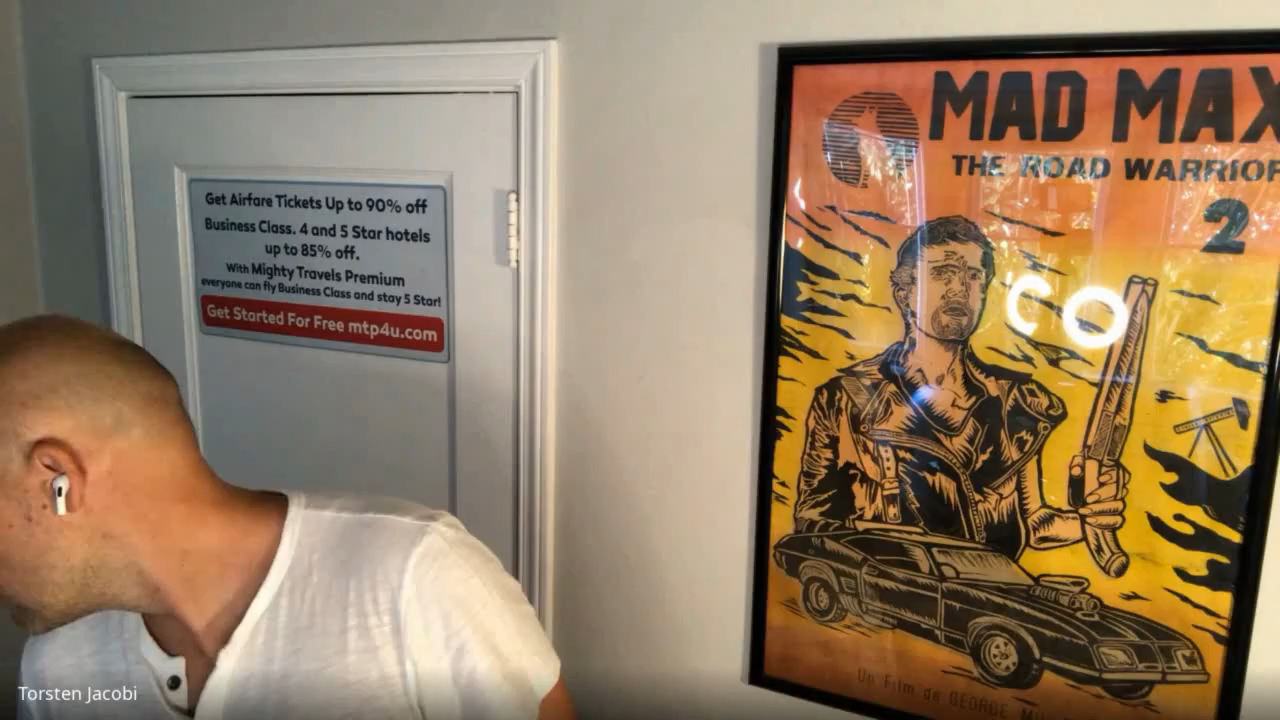 Get Airfare Tickets Up to 90% off
Business Class. 4 and 5 Star hotels
up to 85% off.
With Mighty Travels Premium
everyone can fly Business Class and stay 5 Star!
Get Started For Free mtp4u.com
MAD MAX
THE ROAD WARRIOR
2
Un Film de GEORGE
Torsten Jacobi